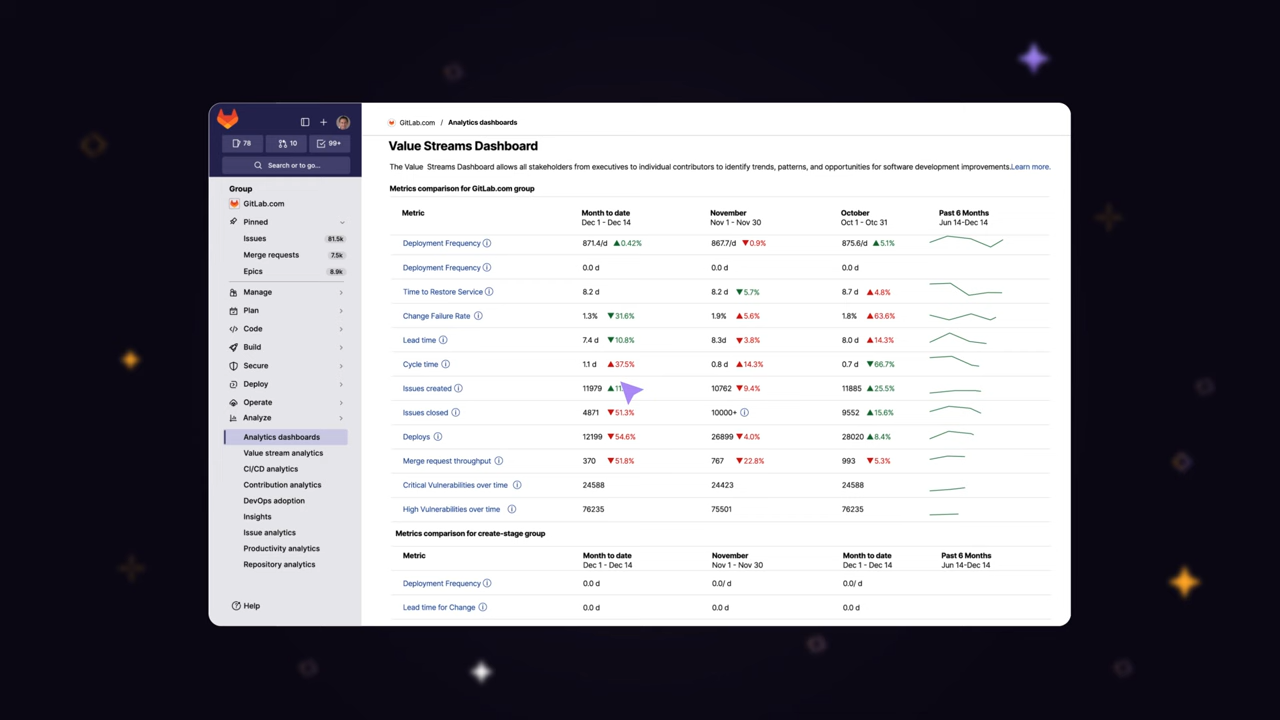 78 10 99+
Search or to go...
Group
GitLab.com
Pinned
Issues 81.5k
Merge requests 7.5k
Epics 8.9k
Manage
Plan
Code
Build
Secure
Deploy
Operate
Analyze
Analytics dashboards
Value stream analytics
CI/CD analytics
Contribution analytics
DevOps adoption
Insights
Issue analytics
Productivity analytics
Repository analytics
Help
GitLab.com / Analytics dashboards
Value Streams Dashboard
The Value Streams Dashboard allows all stakeholders from executives to individual contributors to identify trends, patterns, and opportunities for software development improvements.Learn more.
Metrics comparison for GitLab.com group
Metric Month to date November October Past 6 Months
Dec 1 - Dec 14 Nov 1 - Nov 30 Oct 1 - Otc 31 Jun 14-Dec 14
Deployment Frequency 871.4/d ▲0.42% 867.7/d ▼0.9% 875.6/d ▲5.1%
Deployment Frequency 0.0 d 0.0 d 0.0 d
Time to Restore Service 8.2 d 8.2 d ▼5.7% 8.7 d ▲4.8%
Change Failure Rate 1.3% ▼31.6% 1.9% ▲5.6% 1.8% ▲63.6%
Lead time 7.4 d ▼10.8% 8.3d ▼3.8% 8.0 d ▲14.3%
Cycle time 1.1 d ▲37.5% 0.8 d ▲14.3% 0.7 d ▼66.7%
Issues created 11979 ▲ 10762 ▼9.4% 11885 ▲25.5%
Issues closed 4871 ▼51.3% 10000+ 9552 ▲15.6%
Deploys 12199 ▼54.6% 26899 ▼4.0% 28020 ▲8.4%
Merge request throughput 370 ▼51.8% 767 ▼22.8% 993 ▼5.3%
Critical Vulnerabilities over time 24588 24423 24588
High Vulnerabilities over time 76235 75501 76235
Metrics comparison for create-stage group
Metric Month to date November Month to date Past 6 Months
Dec 1 - Dec 14 Nov 1 - Nov 30 Dec 1 - Dec 14 Jun 14-Dec 14
Deployment Frequency 0.0 d 0.0/ d 0.0/ d
Lead time for Change 0.0 d 0.0 d 0.0 d